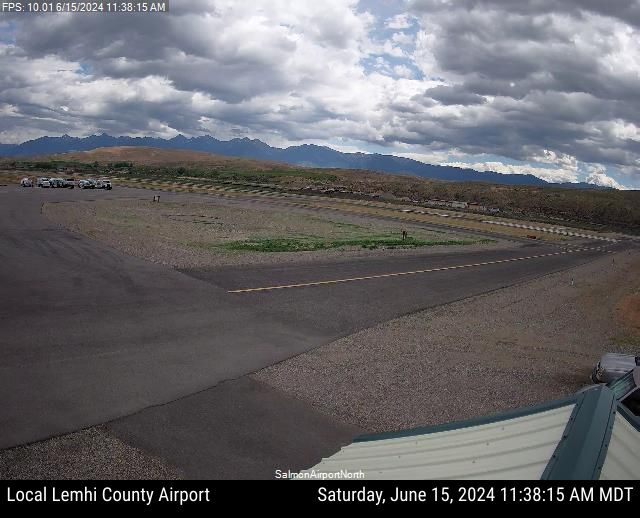 FPS: 10.01 6/15/2024 11:38:15 AM
SalmonAirportNorth
Local Lemhi County Airport
Saturday, June 15, 2024 11:38:15 AM MDT